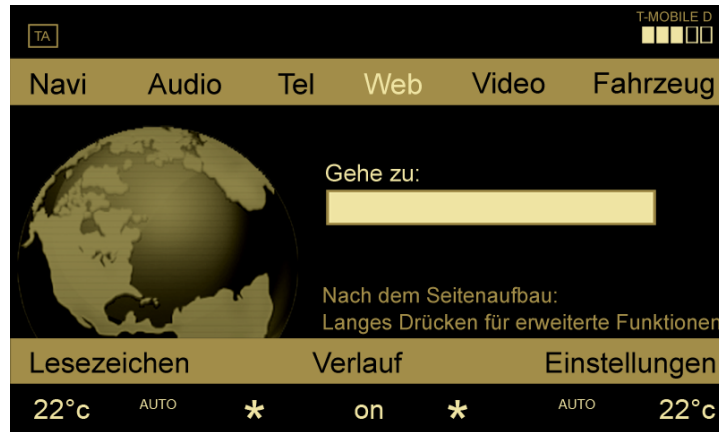 T-MOBILE D
TA
Navi Audio Tel Web Video Fahrzeug
Gehe zu:
Nach dem Seitenaufbau:
Langes Drücken für erweiterte Funktionen
Lesezeichen Verlauf Einstellungen
22°c AUTO * on * AUTO 22°c